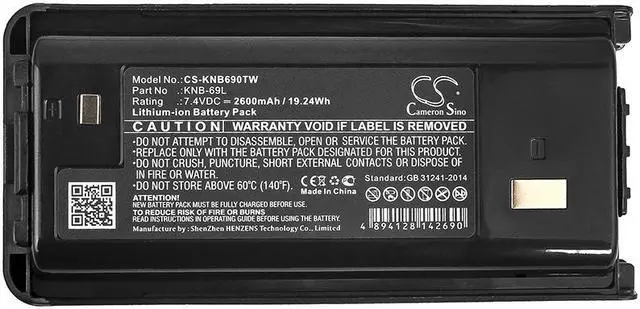 Model No.:CS-KNB690TW
Part No .:KNB-69L
Rating .:7.4VDC ⎓ 2600mAh / 19.24Wh
Lithium-ion Battery Pack
CS
Cameron Sino
CAUTION WARRANTY VOID IF LABEL IS REMOVED
•DO NOT ATTEMPT TO DISASSEMBLE, OPEN OR SERVICE THE BATTERY PACK.
•REPLACE ONLY WITH THE BATTERY PACK DESIGNATED FOR THIS PRODUCT.
•DO NOT CRUSH, PUNCTURE, SHORT EXTERNAL CONTACTS OR DISPOSE OF
IN FIRE OR WATER.
•DO NOT STORE ABOVE 60℃ (140℉).
CE
Made In China
Standard:GB 31241-2014
ATTENTION!
NEW BATTERY MUST BE FULLY CHARGED BEFORE USE.
TO REDUCE RISK OF FIRE OR BURNS
READ INSTRUCTIONS IN OPERATING GUIDE BEFORE USING BATTERY.
Manufacture by : ShenZhen HENZENS Technology Co., Limited
4 894128 142690